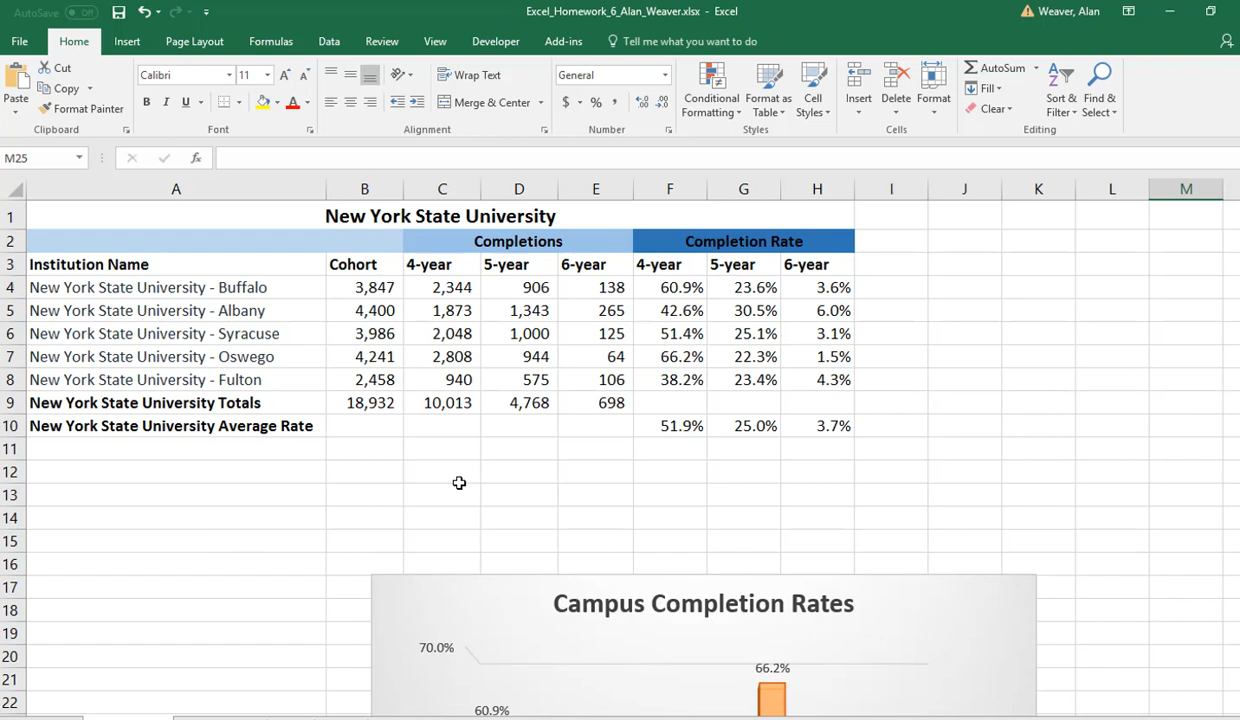 AutoSave Off
Excel_Homework_6_Alan_Weaver.xlsx - Excel
Weaver, Alan
File Home Insert Page Layout Formulas Data Review View Developer Add-ins Tell me what you want to do
Paste Cut
Copy
Format Painter
Clipboard
Calibri 11
B I U
Font
Wrap Text
Merge & Center
Alignment
General
$ % ,
Number
Conditional Formatting
Format as Table
Cell Styles
Styles
Insert Delete Format
Cells
AutoSum
Fill
Clear
Sort & Filter
Find & Select
Editing
M25 fx
A B C D E F G H I J K L M
1 New York State University
2 Completions Completion Rate
3 Institution Name Cohort 4-year 5-year 6-year 4-year 5-year 6-year
4 New York State University - Buffalo 3,847 2,344 906 138 60.9% 23.6% 3.6%
5 New York State University - Albany 4,400 1,873 1,343 265 42.6% 30.5% 6.0%
6 New York State University - Syracuse 3,986 2,048 1,000 125 51.4% 25.1% 3.1%
7 New York State University - Oswego 4,241 2,808 944 64 66.2% 22.3% 1.5%
8 New York State University - Fulton 2,458 940 575 106 38.2% 23.4% 4.3%
9 New York State University Totals 18,932 10,013 4,768 698
10 New York State University Average Rate 51.9% 25.0% 3.7%
11
12
13
14
15
16
17
18 Campus Completion Rates
19
20 70.0%
21 66.2%
22 60.9%